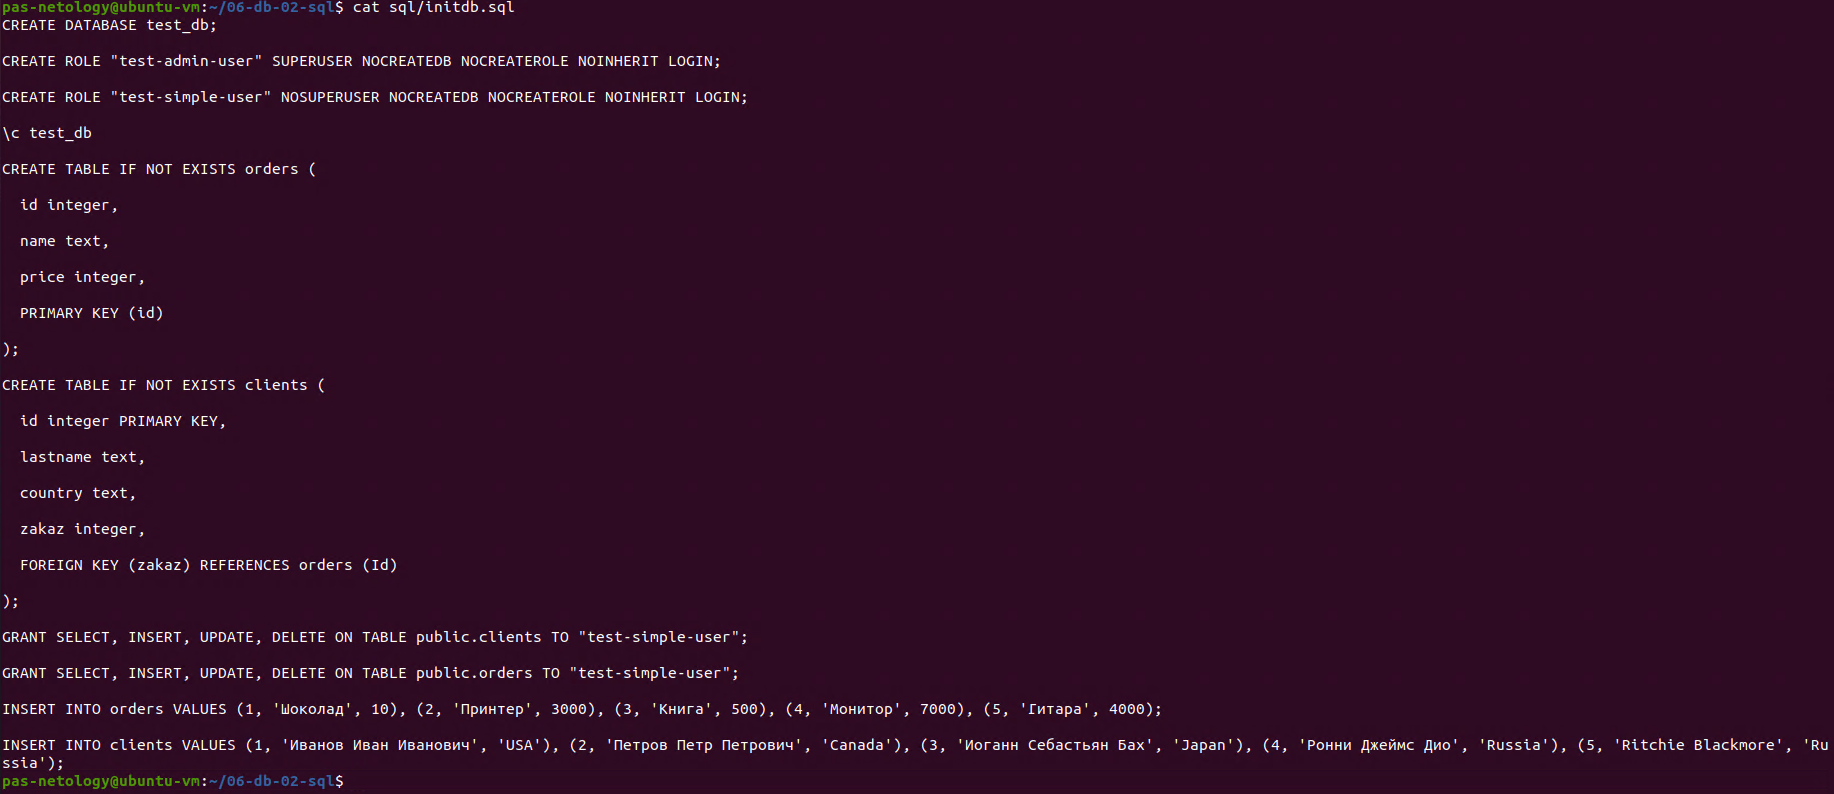 pas-netology@ubuntu-vm:~/06-db-02-sql$ cat sql/initdb.sql
CREATE DATABASE test_db;
CREATE ROLE "test-admin-user" SUPERUSER NOCREATEDB NOCREATEROLE NOINHERIT LOGIN;
CREATE ROLE "test-simple-user" NOSUPERUSER NOCREATEDB NOCREATEROLE NOINHERIT LOGIN;
\c test_db
CREATE TABLE IF NOT EXISTS orders (
  id integer,
  name text,
  price integer,
  PRIMARY KEY (id)
);
CREATE TABLE IF NOT EXISTS clients (
  id integer PRIMARY KEY,
  lastname text,
  country text,
  zakaz integer,
  FOREIGN KEY (zakaz) REFERENCES orders (Id)
);
GRANT SELECT, INSERT, UPDATE, DELETE ON TABLE public.clients TO "test-simple-user";
GRANT SELECT, INSERT, UPDATE, DELETE ON TABLE public.orders TO "test-simple-user";
INSERT INTO orders VALUES (1, 'Шоколад', 10), (2, 'Принтер', 3000), (3, 'Книга', 500), (4, 'Монитор', 7000), (5, 'Гитара', 4000);
INSERT INTO clients VALUES (1, 'Иванов Иван Иванович', 'USA'), (2, 'Петров Петр Петрович', 'Canada'), (3, 'Иоганн Себастьян Бах', 'Japan'), (4, 'Ронни Джеймс Дио', 'Russia'), (5, 'Ritchie Blackmore', 'Ru
ssia');
pas-netology@ubuntu-vm:~/06-db-02-sql$